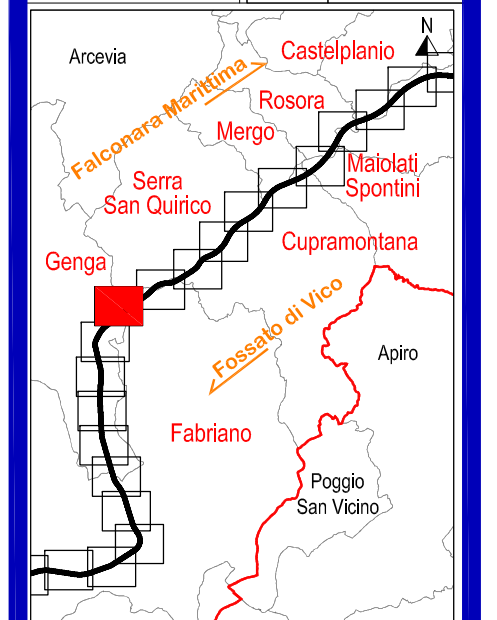 N
Arcevia
Castelplanio
Falconara Marittima
Rosora
Mergo
Maiolati
Spontini
Serra
San Quirico
Cupramontana
Genga
Fossato di Vico
Apiro
Fabriano
Poggio
San Vicino